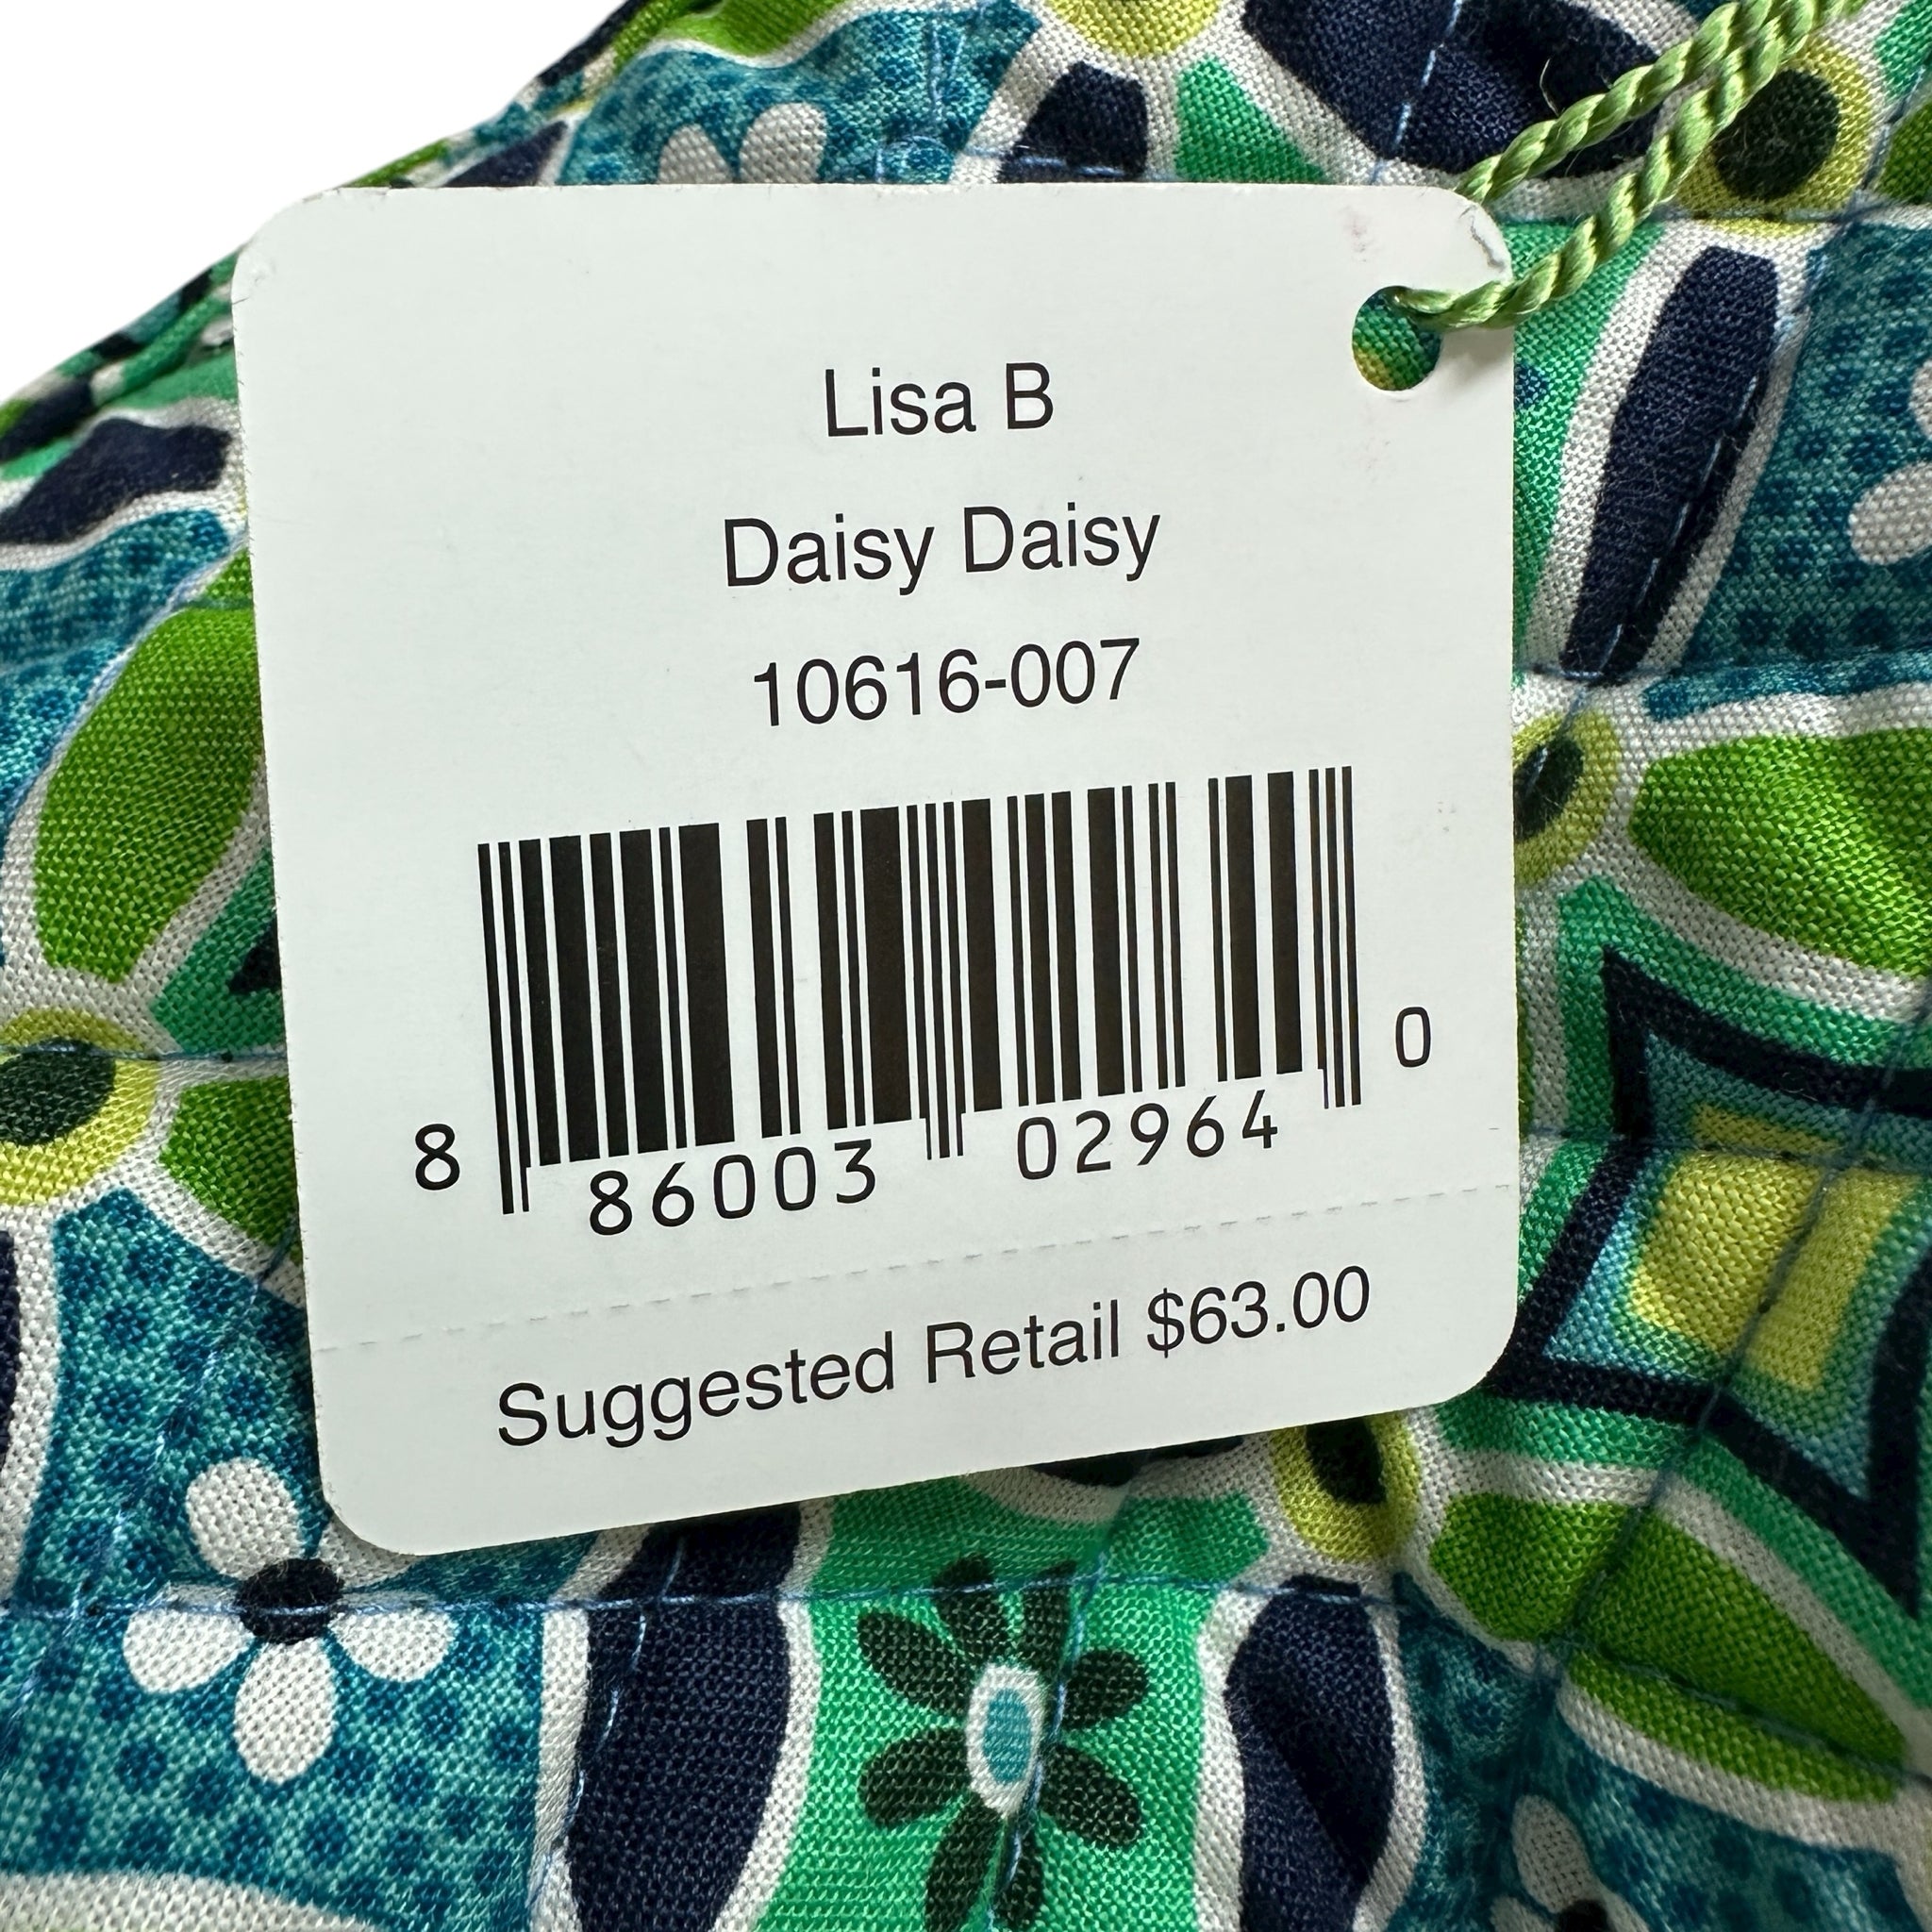 Lisa B
Daisy Daisy
10616-007
8 86003 02964 0
Suggested Retail $63.00